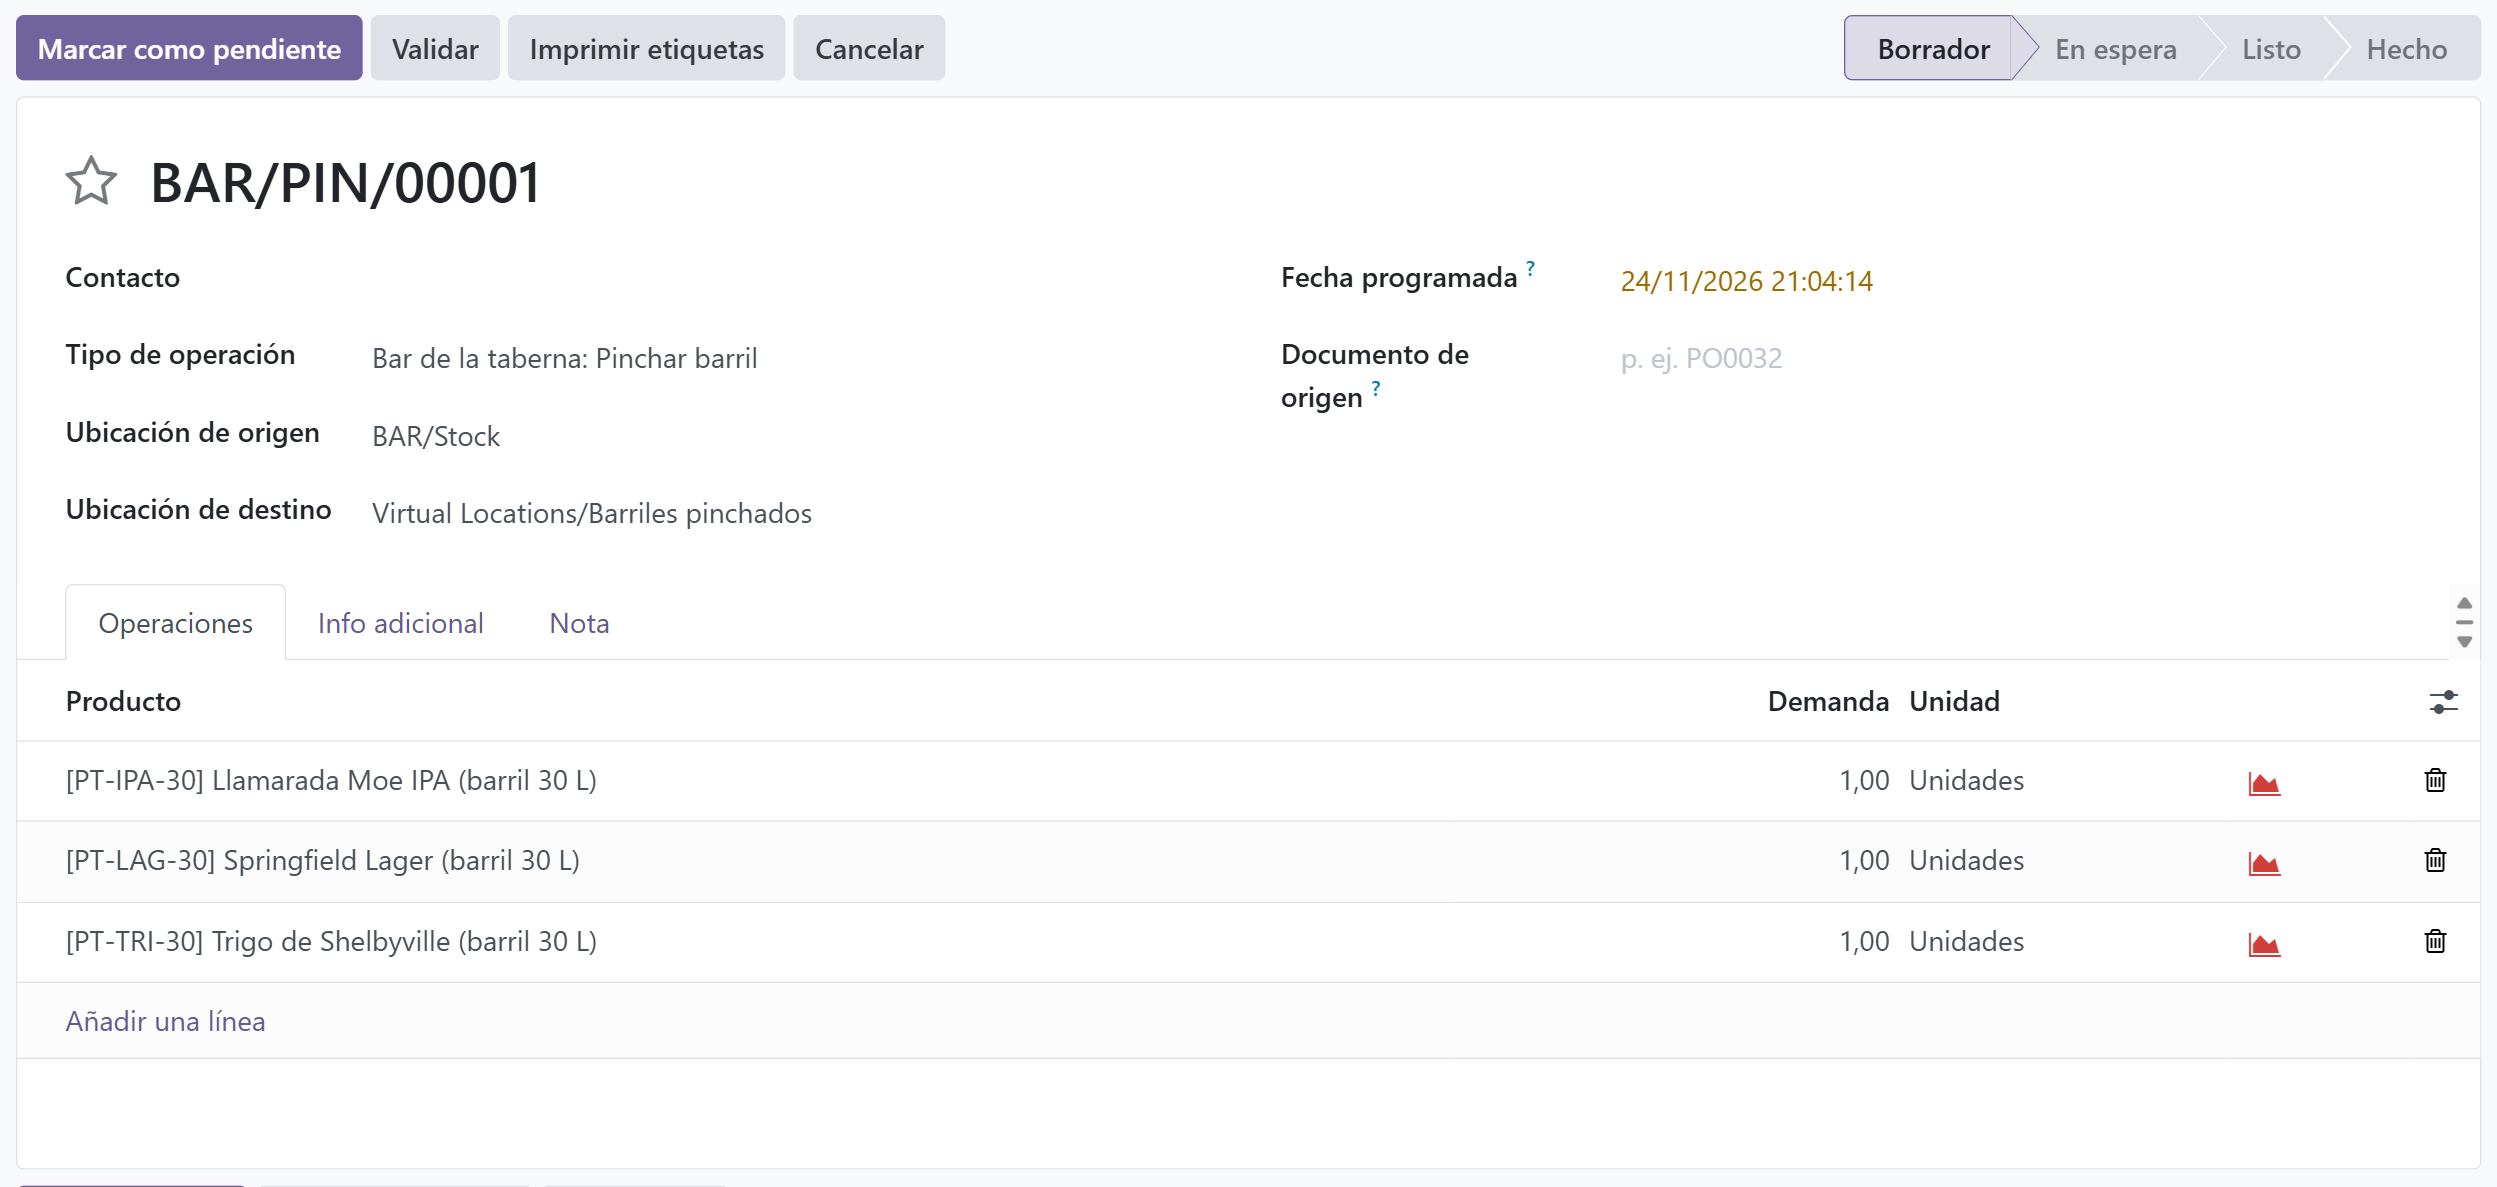 Marcar como pendiente Validar Imprimir etiquetas Cancelar Borrador En espera Listo Hecho
BAR/PIN/00001
Contacto Fecha programada ? 24/11/2026 21:04:14
Tipo de operación Bar de la taberna: Pinchar barril Documento de origen ? p. ej. PO0032
Ubicación de origen BAR/Stock
Ubicación de destino Virtual Locations/Barriles pinchados
Operaciones Info adicional Nota
Producto Demanda Unidad
[PT-IPA-30] Llamarada Moe IPA (barril 30 L) 1,00 Unidades
[PT-LAG-30] Springfield Lager (barril 30 L) 1,00 Unidades
[PT-TRI-30] Trigo de Shelbyville (barril 30 L) 1,00 Unidades
Añadir una línea